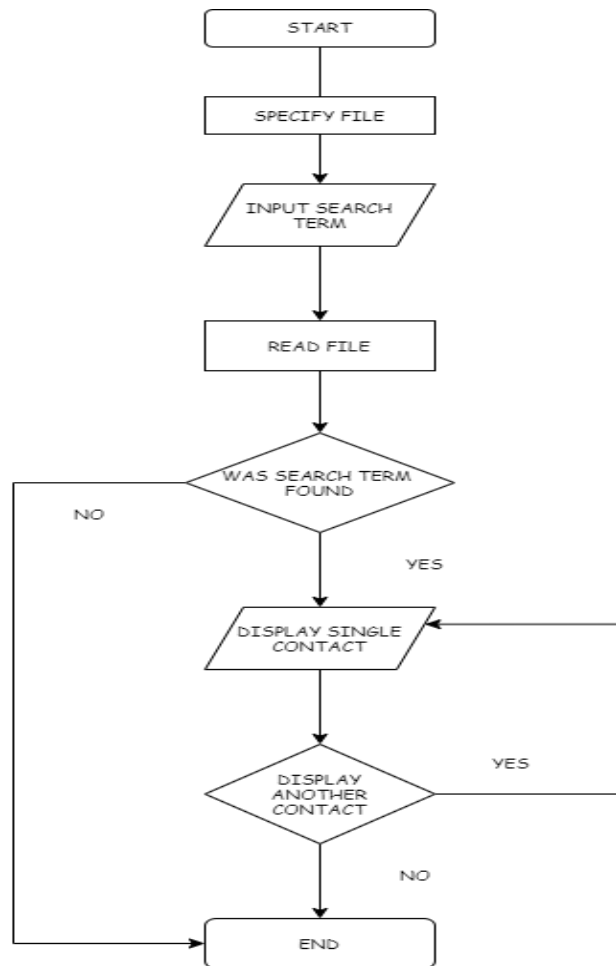 START
SPECIFY FILE
INPUT SEARCH
TERM
READ FILE
WAS SEARCH TERM
FOUND
NO
YES
DISPLAY SINGLE
CONTACT
DISPLAY
ANOTHER
CONTACT
YES
NO
END